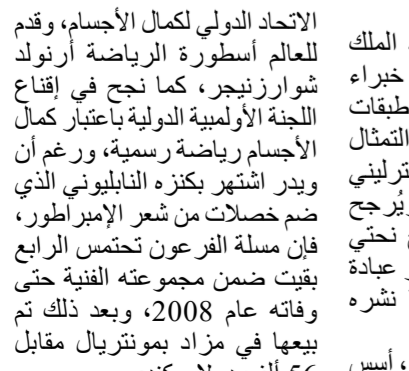 الاتحاد الدولي لكمال الأجسام، وقدم
للعالم أسطورة الرياضة أرنولد
شوارزنيجر، كما نجح في إقناع
اللجنة الأولمبية الدولية باعتبار كمال
الأجسام رياضة رسمية، ورغم أن
ويدر اشتهر بكنزه النابليوني الذي
ضم خصلات من شعر الإمبراطور،
فإن مسلة الفرعون تحتمس الرابع
بقيت ضمن مجموعته الفنية حتى
وفاته عام 2008، وبعد ذلك تم
بيعها في مزاد بمونتريال مقابل
الملك
خبراء
طبقات
التمثال
يُرجح
نحتي
عبادة
نشره
، أسس